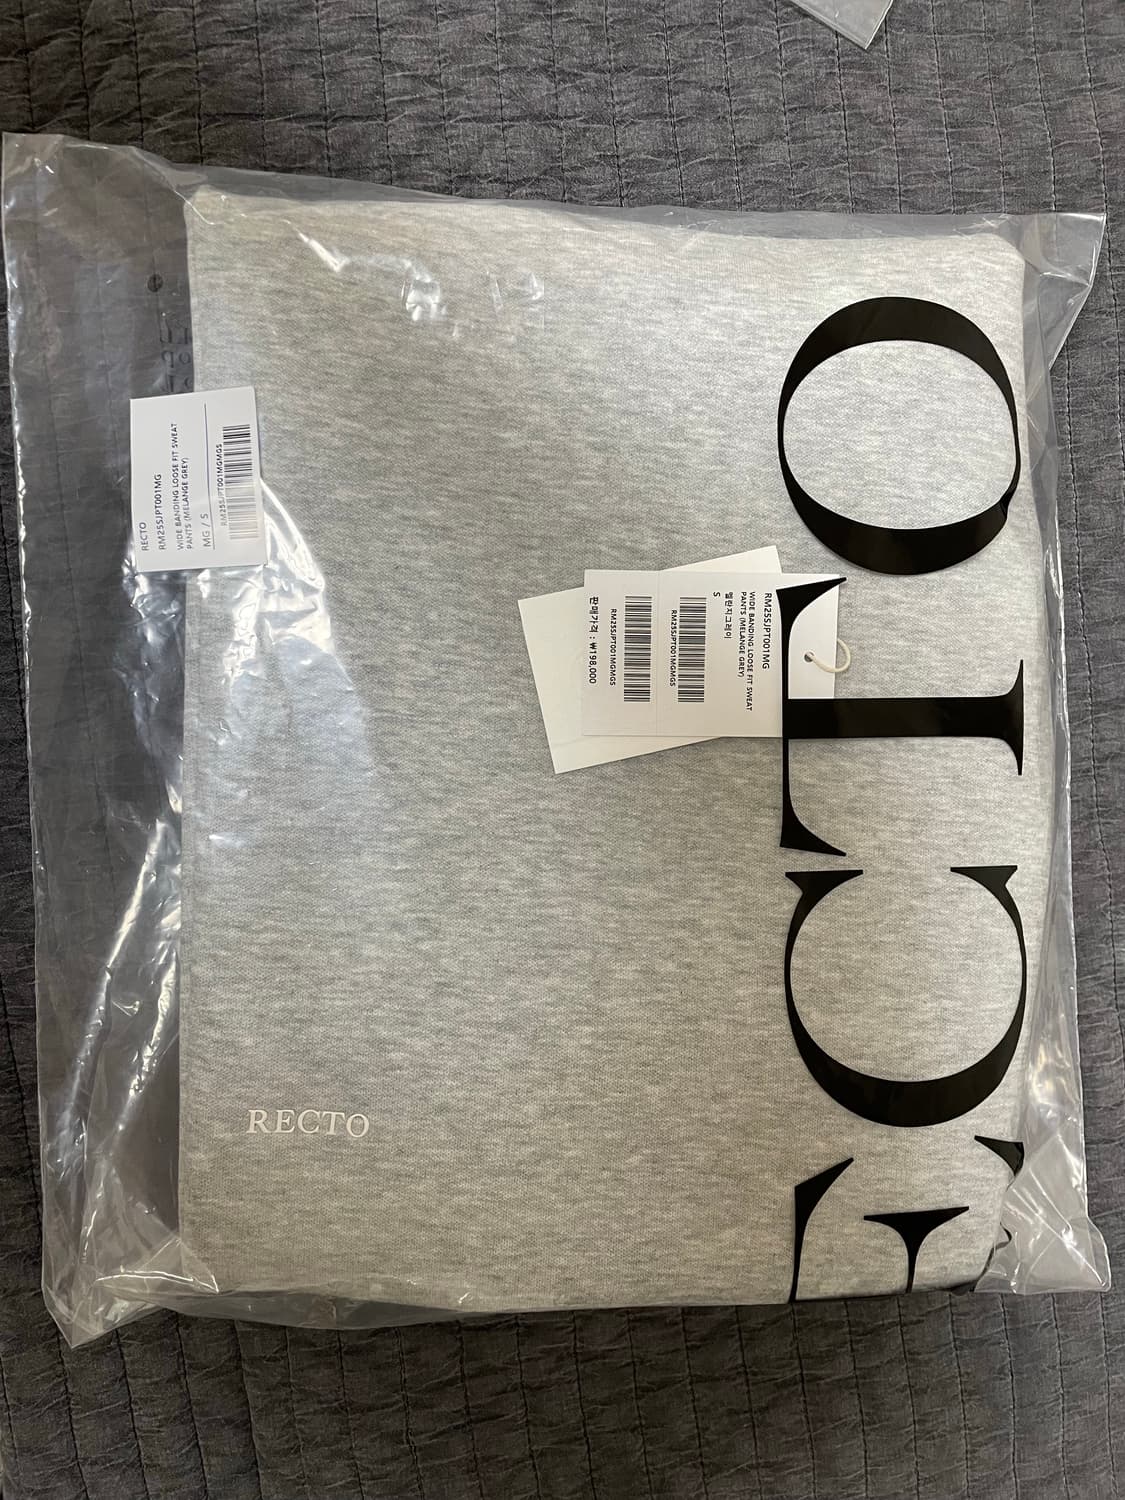 RECTO
RM25SJPT001MG
WIDE BANDING LOOSE FIT SWEAT
PANTS (MELANGE GREY)
MG / S
RM25SJPT001MGMGS
RM25SJPT001MG
WIDE BANDING LOOSE FIT SWEAT
PANTS (MELANGE GREY)
멜란지그레이
S
RM25SJPT001MGMGS
RM25SJPT001MGMGS
판매가격 : ₩198,000
RECTO
ECTO